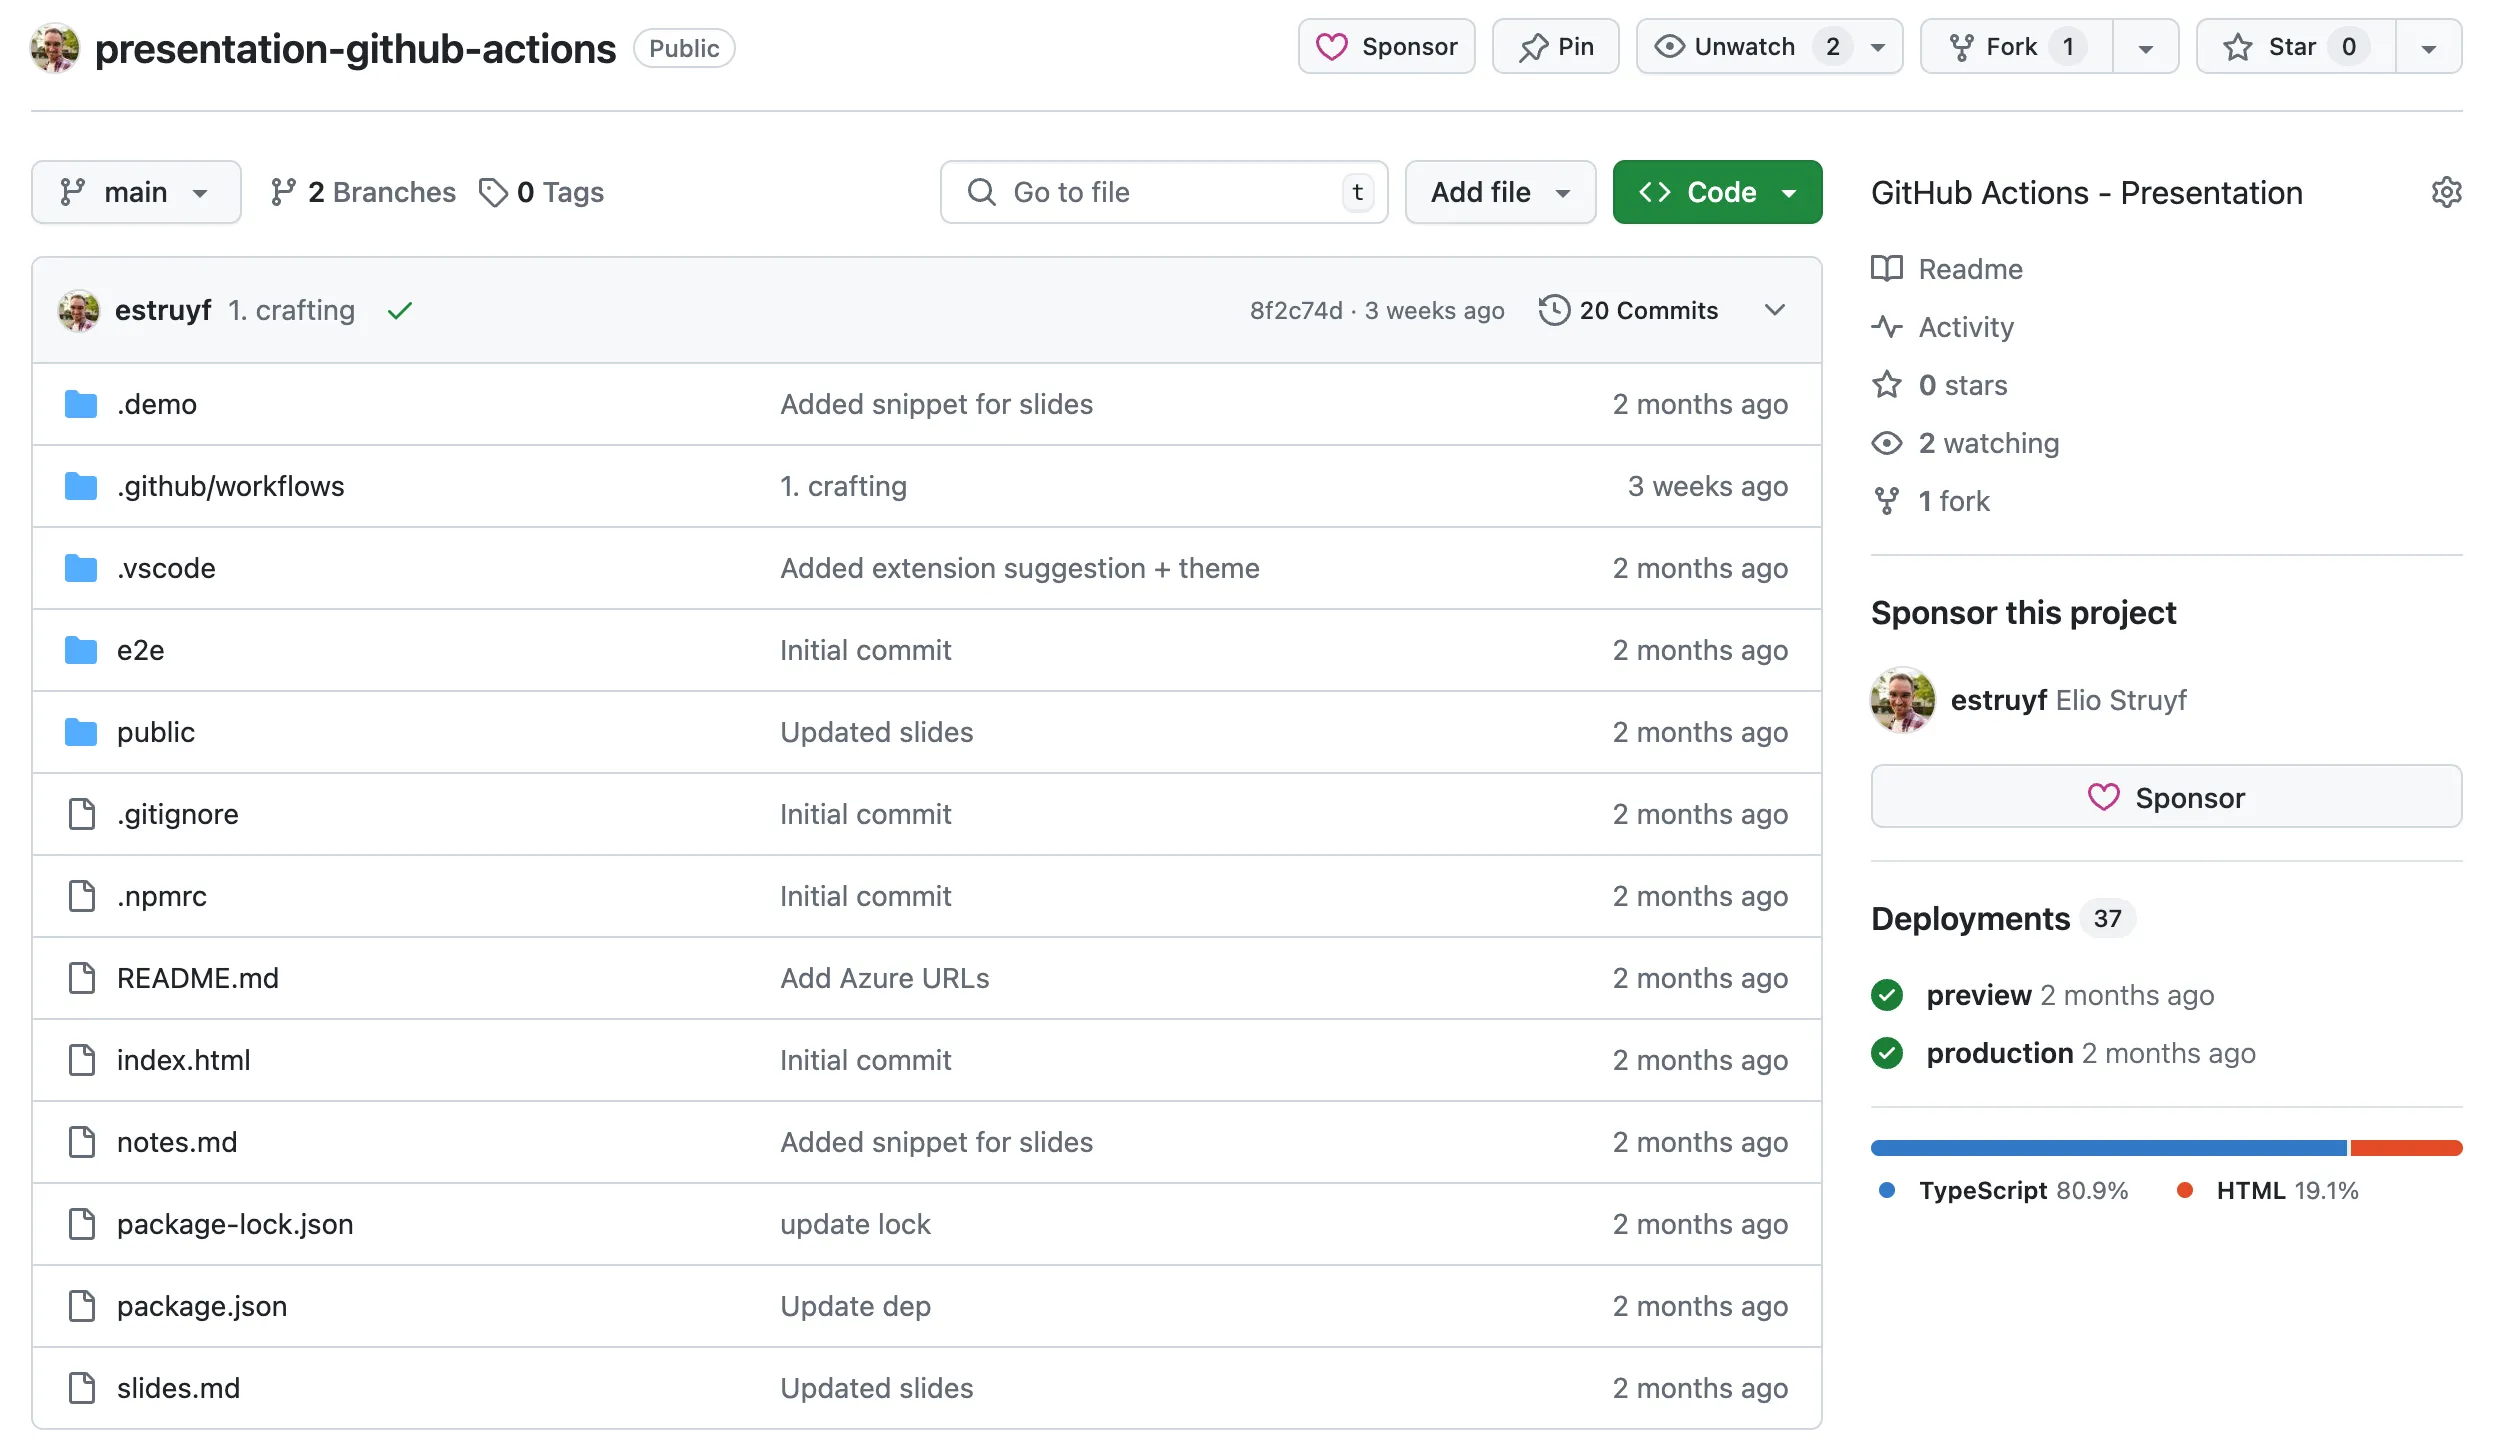 presentation-github-actions Public Sponsor Pin Unwatch 2 Fork 1 Star 0
main 2 Branches 0 Tags Go to file t Add file Code
estruyf 1. crafting 8f2c74d · 3 weeks ago 20 Commits
.demo Added snippet for slides 2 months ago
.github/workflows 1. crafting 3 weeks ago
.vscode Added extension suggestion + theme 2 months ago
e2e Initial commit 2 months ago
public Updated slides 2 months ago
.gitignore Initial commit 2 months ago
.npmrc Initial commit 2 months ago
README.md Add Azure URLs 2 months ago
index.html Initial commit 2 months ago
notes.md Added snippet for slides 2 months ago
package-lock.json update lock 2 months ago
package.json Update dep 2 months ago
slides.md Updated slides 2 months ago
GitHub Actions - Presentation
Readme
Activity
0 stars
2 watching
1 fork
Sponsor this project
estruyf Elio Struyf
Sponsor
Deployments 37
preview 2 months ago
production 2 months ago
TypeScript 80.9% HTML 19.1%